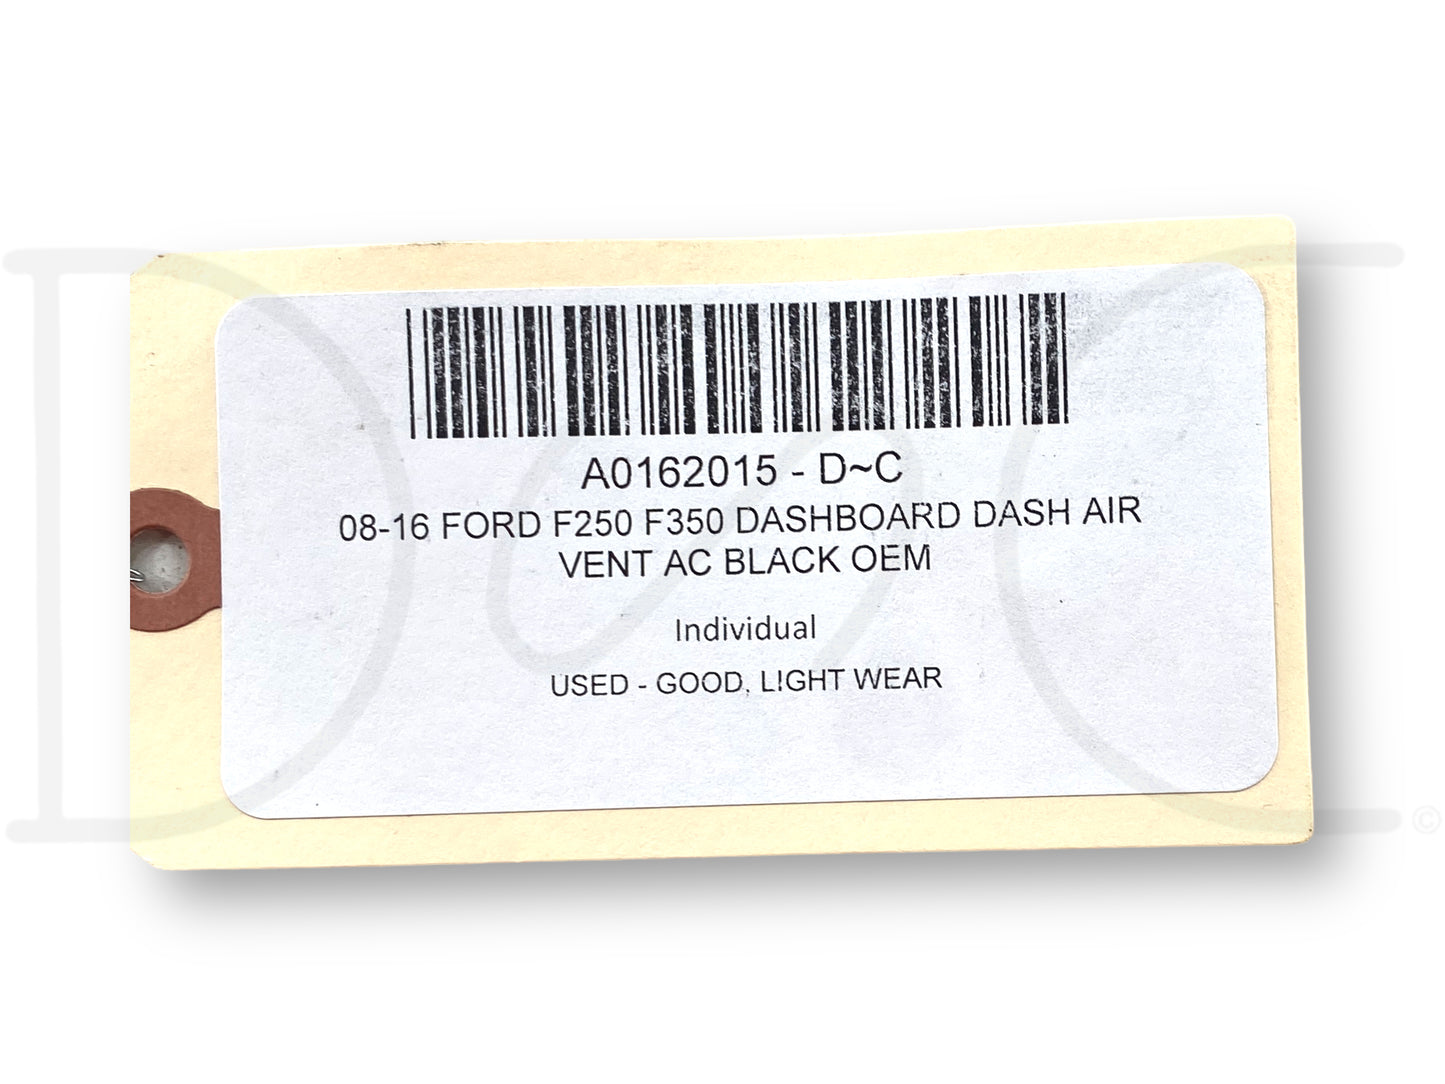 A0162015 - D~C
08-16 FORD F250 F350 DASHBOARD DASH AIR
VENT AC BLACK OEM
Individual
USED - GOOD, LIGHT WEAR
D~C
©